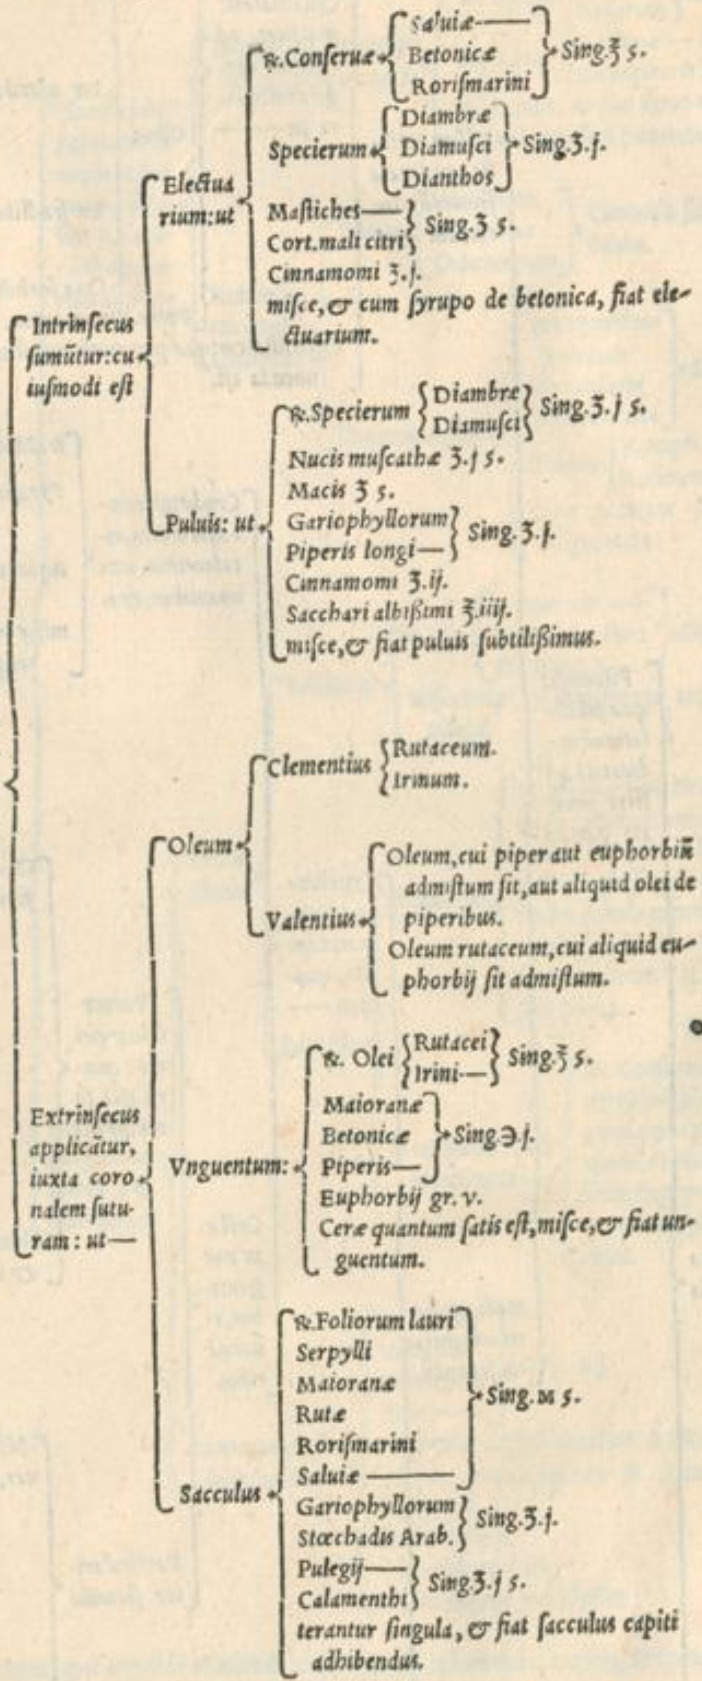 Intrinſecus
ſumūtur:cu
iuſmodi eſt
Electua
rium:ut
℞.Conſeruæ
Saluiæ
Betonicæ
Roriſmarini
Sing.℥ s.
Specierum
Diambræ
Diamuſci
Dianthos
Sing.ʒ.j.
Maſtiches
Cort.mali citri
Sing.ʒ s.
Cinnamomi ʒ.j.
miſce,& cum ſyrupo de betonica, fiat ele-
ctuarium.
Puluis: ut
℞.Specierum
Diambræ
Diamuſci
Sing.ʒ.j s.
Nucis muſcathæ ʒ.j s.
Macis ʒ s.
Gariophyllorum
Piperis longi
Sing.ʒ.j.
Cinnamomi ʒ.ij.
Sacchari albißimi ℥.iiij.
miſce,& fiat puluis ſubtilißimus.
Extrinſecus
applicātur,
iuxta coro
nalem ſutu-
ram: ut
Oleum
Clementius
Rutaceum.
Irinum.
Valentius
Oleum,cui piper aut euphorbiū
admiſtum ſit,aut aliquid olei de
piperibus.
Oleum rutaceum,cui aliquid eu-
phorbij ſit admiſtum.
Vnguentum:
℞. Olei
Rutacei
Irini
Sing.℥ s.
Maioranæ
Betonicæ
Piperis
Sing.℈.j.
Euphorbij gr. v.
Ceræ quantum ſatis eſt,miſce,& fiat un-
guentum.
Sacculus
℞.Foliorum lauri
Serpylli
Maioranæ
Rutæ
Roriſmarini
Saluiæ
Sing. M s.
Gariophyllorum
Stœchadis Arab.
Sing.ʒ.j.
Pulegij
Calamenthi
Sing.ʒ.j s.
terantur ſingula, & fiat ſacculus capiti
adhibendus.